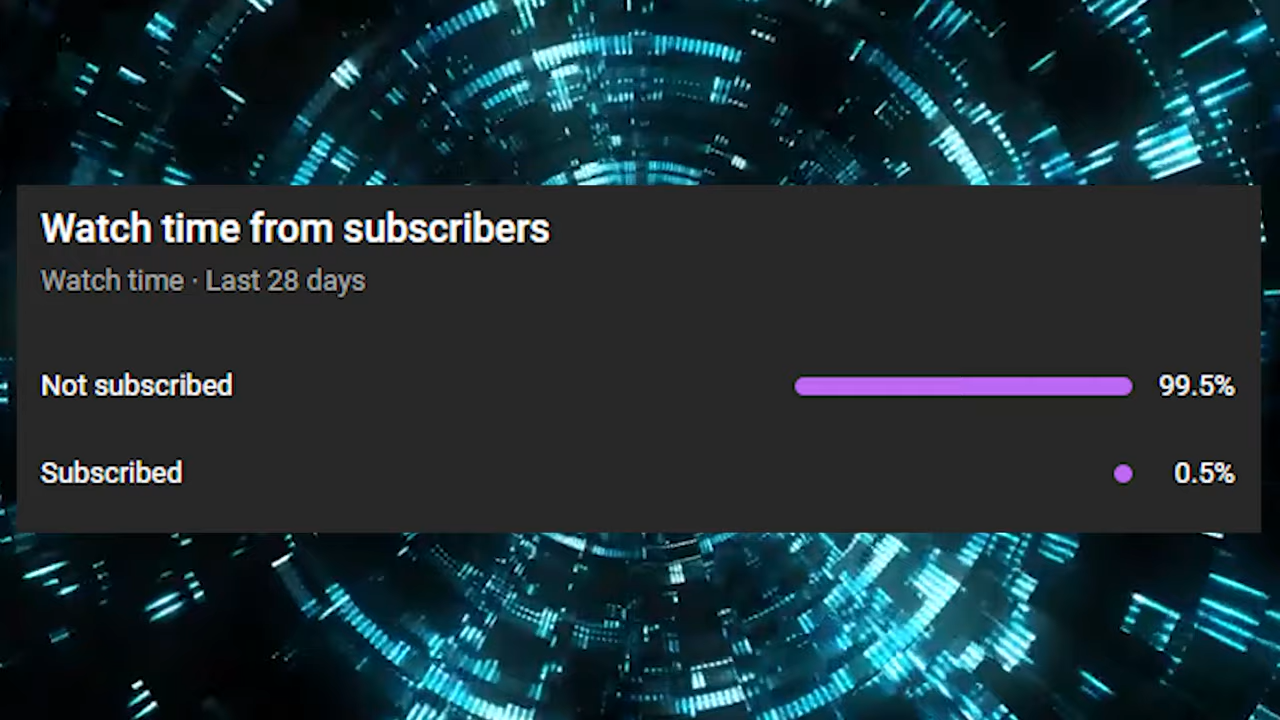 Watch time from subscribers
Watch time · Last 28 days
Not subscribed 99.5%
Subscribed 0.5%